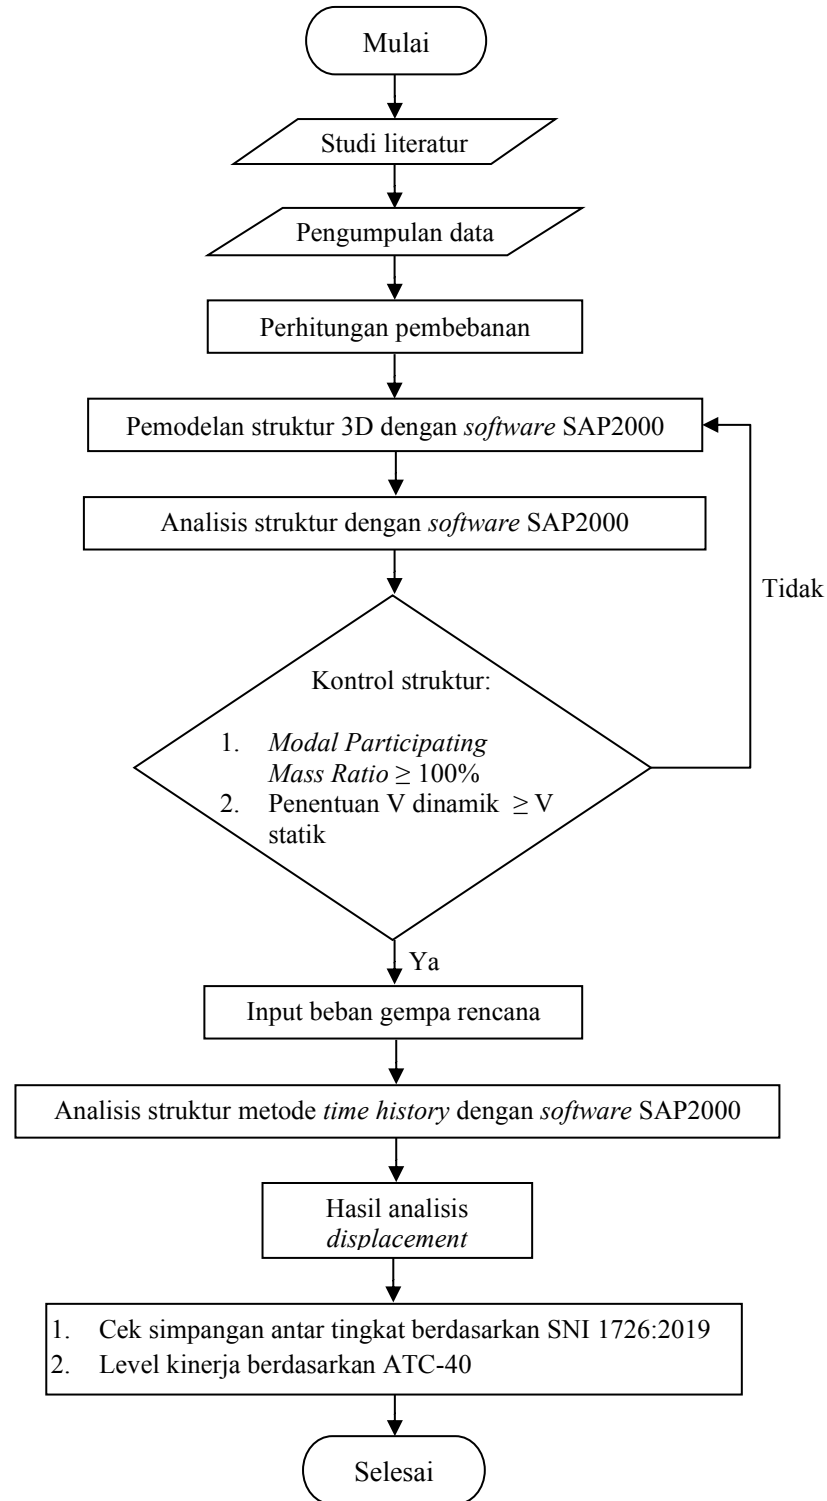 Mulai
Studi literatur
Pengumpulan data
Perhitungan pembebanan
Pemodelan struktur 3D dengan software SAP2000
Analisis struktur dengan software SAP2000
Tidak
Kontrol struktur:
1. Modal Participating
Mass Ratio ≥ 100%
2. Penentuan V dinamik ≥ V
statik
Ya
Input beban gempa rencana
Analisis struktur metode time history dengan software SAP2000
Hasil analisis
displacement
1. Cek simpangan antar tingkat berdasarkan SNI 1726:2019
2. Level kinerja berdasarkan ATC-40
Selesai